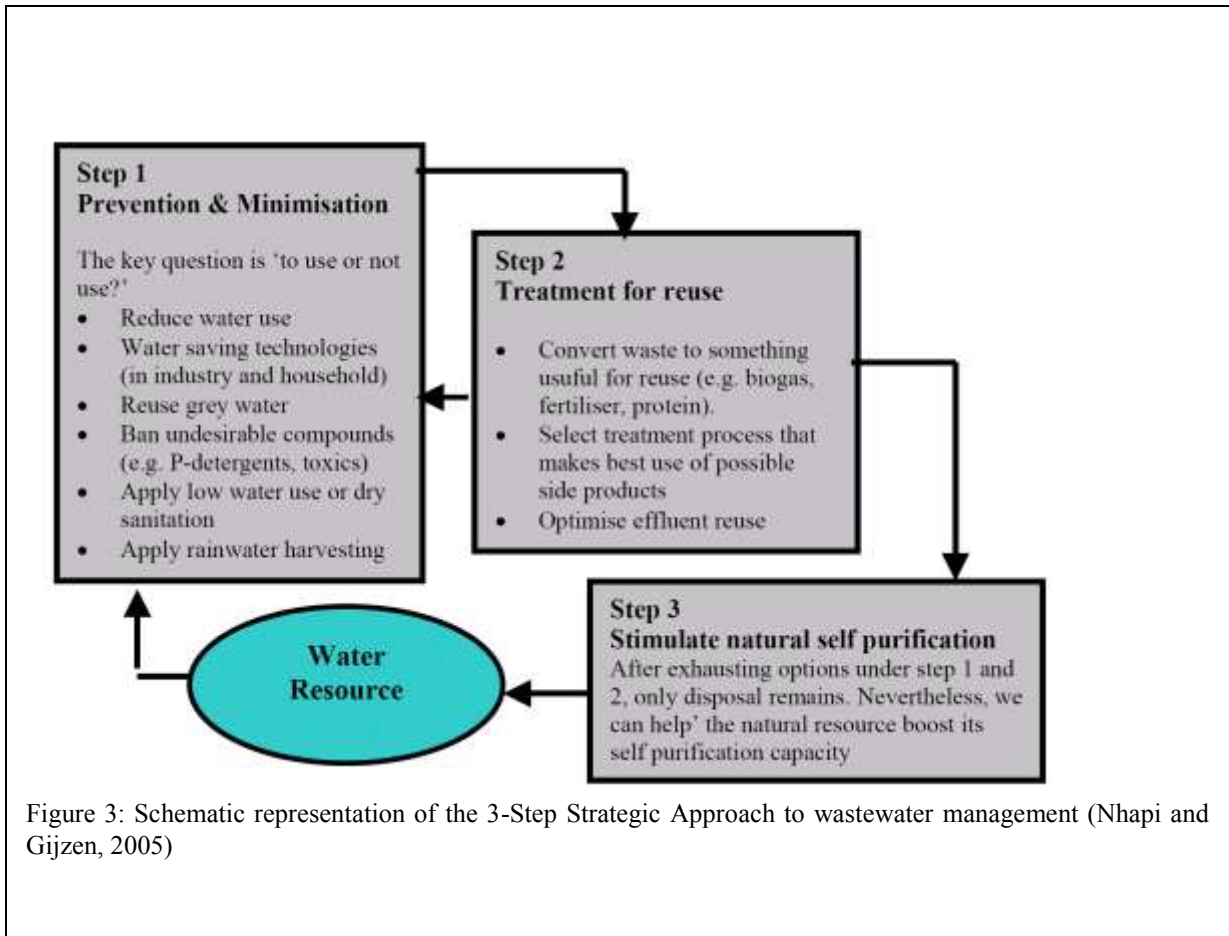 Step 1
Prevention & Minimisation
The key question is ‘to use or not
use?’
• Reduce water use
• Water saving technologies
(in industry and household)
• Reuse grey water
• Ban undesirable compounds
(e.g. P-detergents, toxics)
• Apply low water use or dry
sanitation
• Apply rainwater harvesting
Step 2
Treatment for reuse
• Convert waste to something
usuful for reuse (e.g. biogas,
fertiliser, protein).
• Select treatment process that
makes best use of possible
side products
• Optimise effluent reuse
Step 3
Stimulate natural self purification
After exhausting options under step 1 and
2, only disposal remains. Nevertheless, we
can help’ the natural resource boost its
self purification capacity
Water
Resource
Figure 3: Schematic representation of the 3-Step Strategic Approach to wastewater management (Nhapi and
Gijzen, 2005)